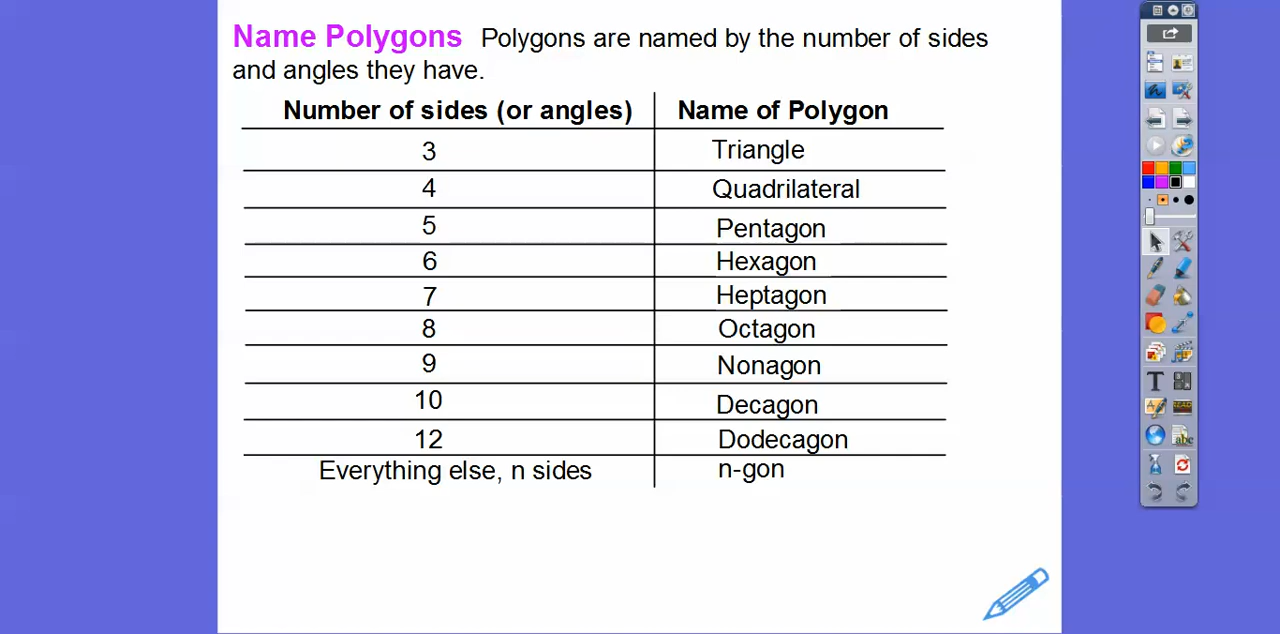 Name Polygons Polygons are named by the number of sides
and angles they have.
Number of sides (or angles) Name of Polygon
3 Triangle
4 Quadrilateral
5 Pentagon
6 Hexagon
7 Heptagon
8 Octagon
9 Nonagon
10 Decagon
12 Dodecagon
Everything else, n sides n-gon